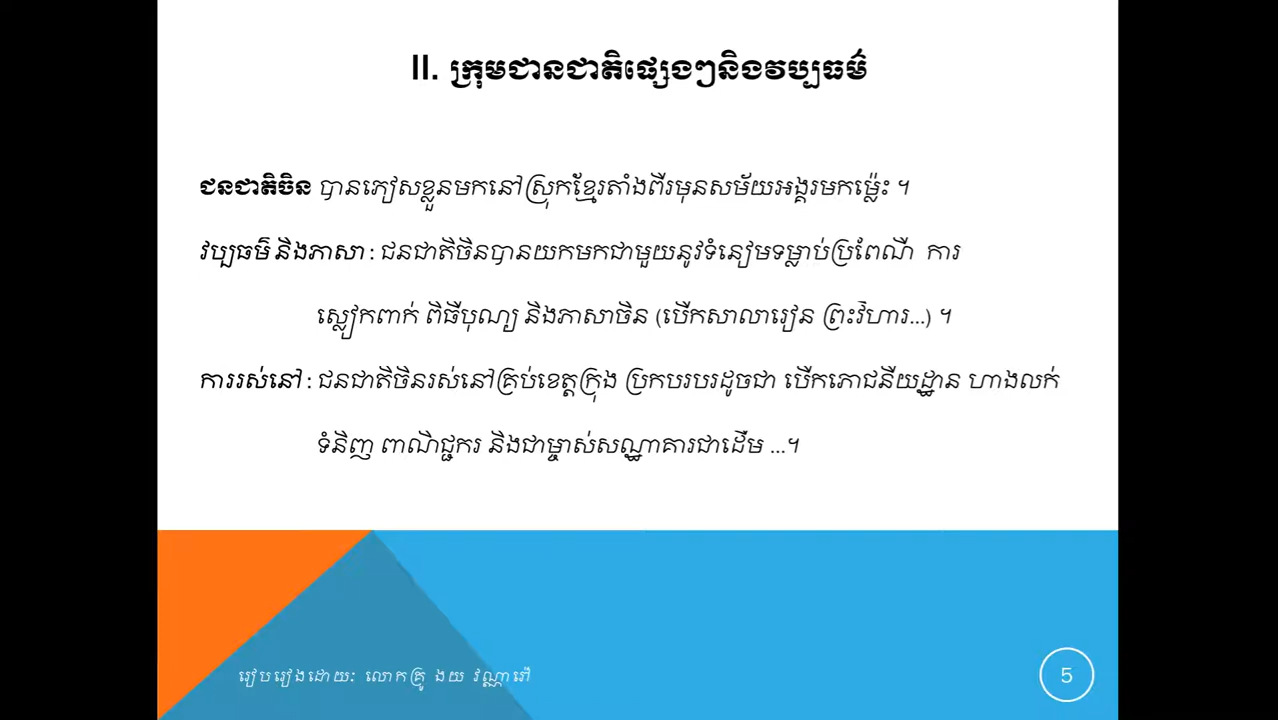 II. ក្រុមជានជាតិផ្សេងៗនិងវប្បធម៌
ជនជាតិចិន បានភៀសខ្លួនមកនៅស្រុកខ្មែរតាំងពីរមុនសម័យអង្គរមកម៉្លេះ ។
វប្បធម៌ និងភាសា : ជនជាតិចិនបានយកមកជាមួយនូវទំនៀមទម្លាប់ប្រពៃណី ការ
ស្លៀកពាក់ ពិធីបុណ្យ និងភាសាចិន (បើកសាលារៀន ព្រះវិហារ...) ។
ការរស់នៅ : ជនជាតិចិនរស់នៅគ្រប់ខេត្តក្រុង ប្រកបរបរដូចជា បើកភោជនីយដ្ឋាន ហាងលក់
ទំនិញ ពាណិជ្ជករ និងជាម្ចាស់សណ្ឋាគារជាដើម ...។
រៀបរៀងដោយ: លោកគ្រូ ងយ វណ្ណារ៉ៅ
5